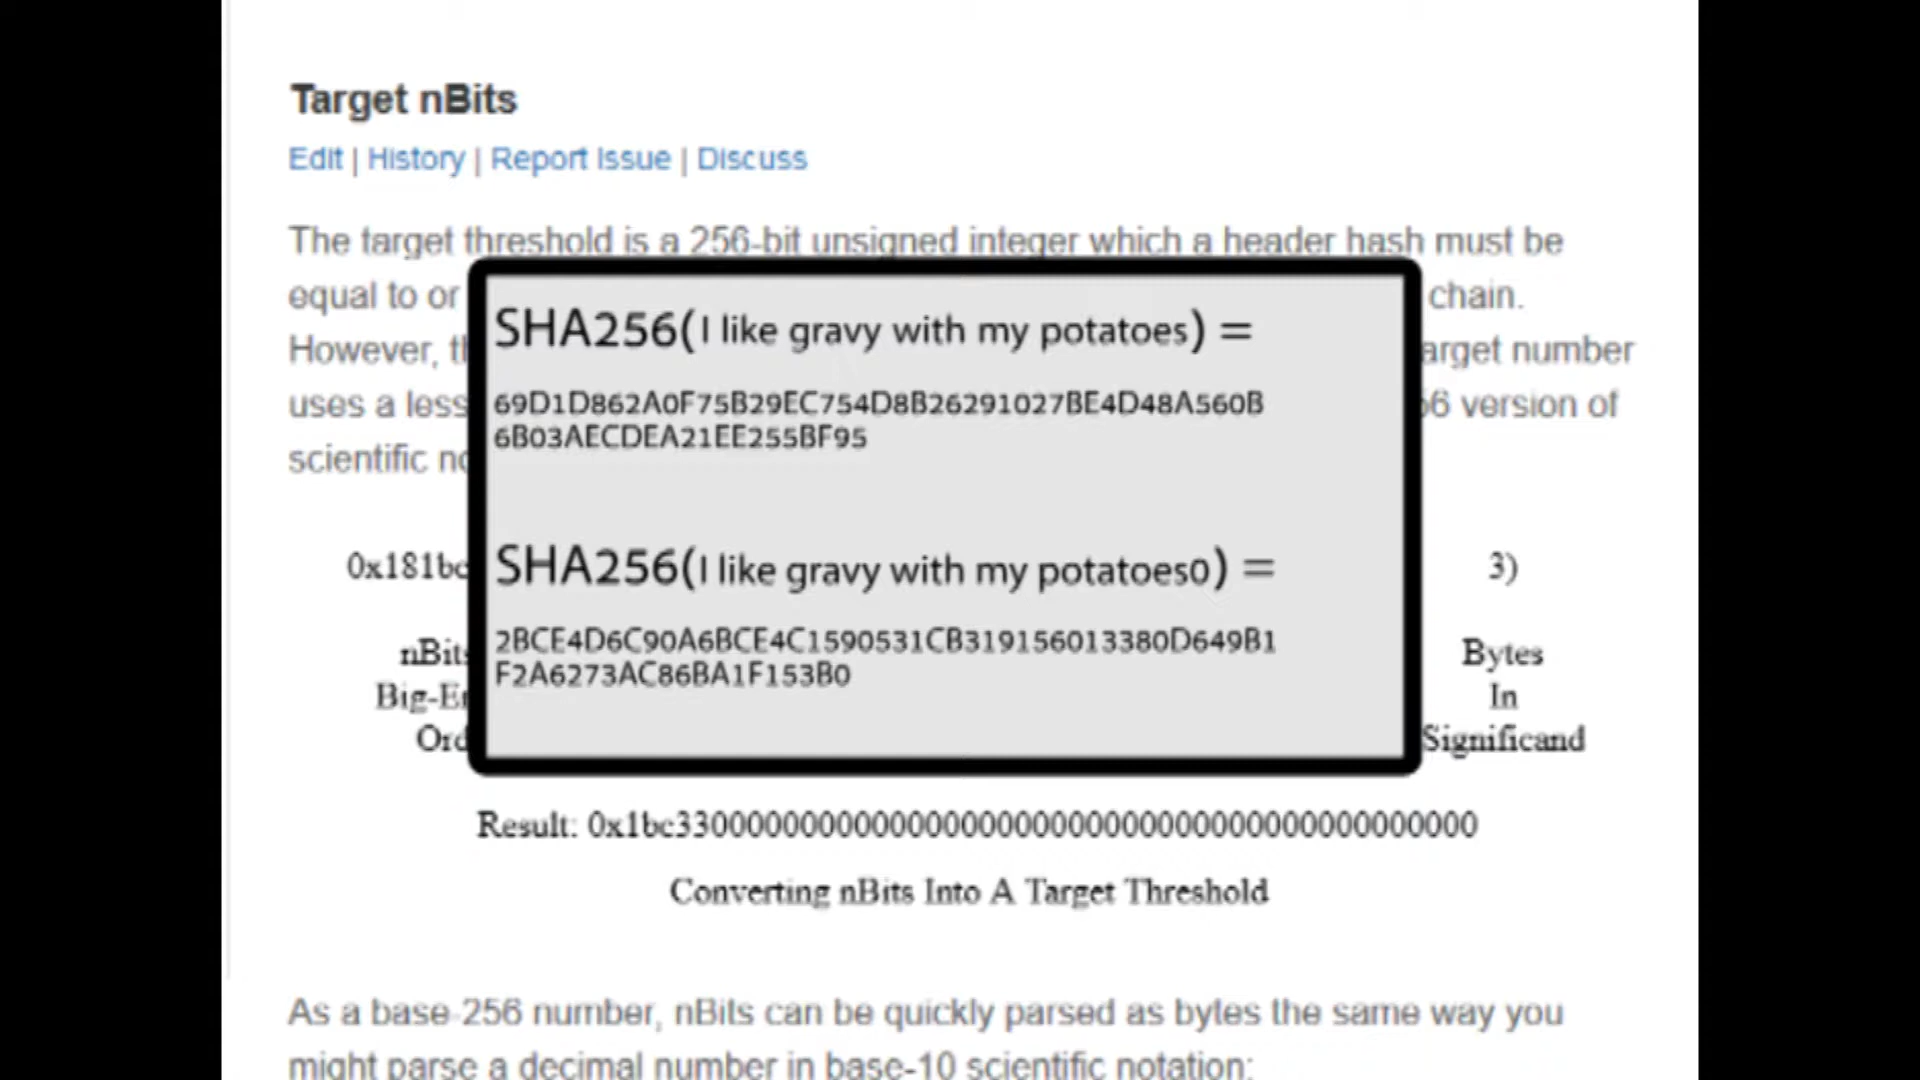 Target nBits
Edit | History | Report Issue | Discuss
The target threshold is a 256-bit unsigned integer which a header hash must be
equal to or chain.
However, arget number
uses a less version of
scientific
SHA256(I like gravy with my potatoes) =
69D1D862A0F75B29EC754D8B26291027BE4D48A560B
6B03AECDEA21EE255BF95
SHA256(I like gravy with my potatoes0) =
2BCE4D6C90A6BCE4C1590531CB319156013380D649B1
F2A6273AC86BA1F153B0
0x181bc 3)
nBits Bytes
Big-E In
Ord Significand
Result: 0x1bc330000000000000000000000000000000000000000000
Converting nBits Into A Target Threshold
As a base-256 number, nBits can be quickly parsed as bytes the same way you
might parse a decimal number in base-10 scientific notation: